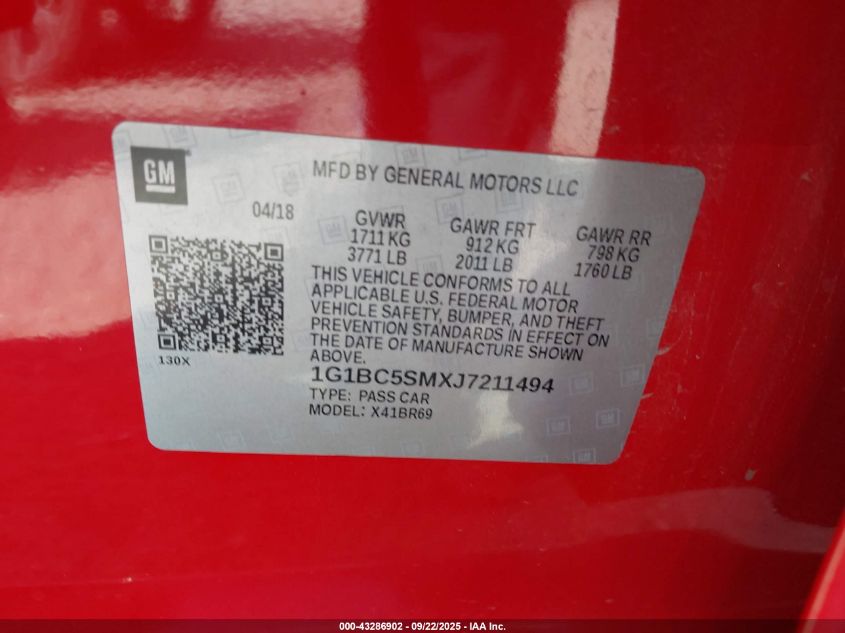 GM
MFD BY GENERAL MOTORS LLC
04/18
GVWR
1711 KG
3771 LB
GAWR FRT
912 KG
2011 LB
GAWR RR
798 KG
1760 LB
THIS VEHICLE CONFORMS TO ALL
APPLICABLE U.S. FEDERAL MOTOR
VEHICLE SAFETY, BUMPER, AND THEFT
PREVENTION STANDARDS IN EFFECT ON
THE DATE OF MANUFACTURE SHOWN
ABOVE.
130X
1G1BC5SMXJ7211494
TYPE: PASS CAR
MODEL: X41BR69
000-43286902 - 09/22/2025 - IAA Inc.